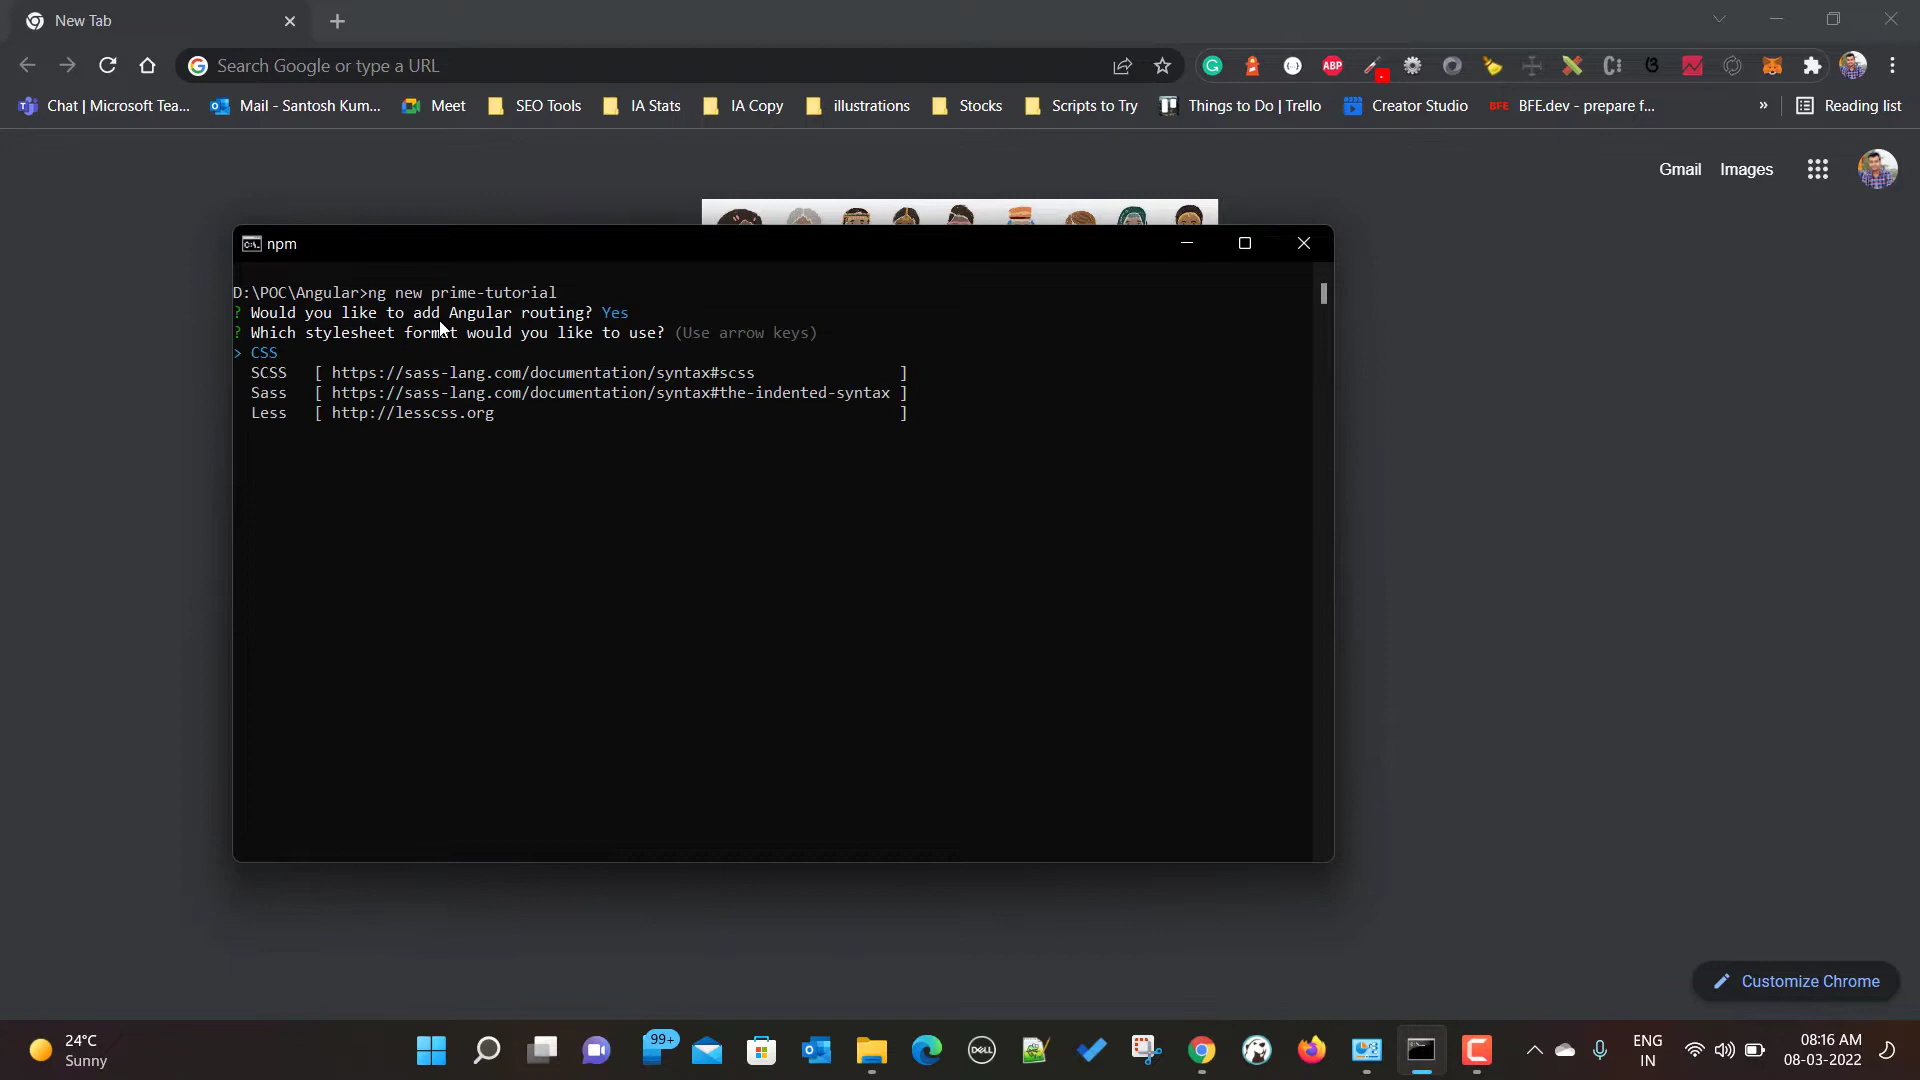 New Tab
Search Google or type a URL
ABP
Chat | Microsoft Tea...
Mail - Santosh Kum...
Meet
SEO Tools
IA Stats
IA Copy
illustrations
Stocks
Scripts to Try
Things to Do | Trello
Creator Studio
BFE BFE.dev - prepare f...
»
Reading list
Gmail
Images
npm
D:\POC\Angular>ng new prime-tutorial
? Would you like to add Angular routing? Yes
? Which stylesheet format would you like to use? (Use arrow keys)
> CSS
SCSS [ https://sass-lang.com/documentation/syntax#scss ]
Sass [ https://sass-lang.com/documentation/syntax#the-indented-syntax ]
Less [ http://lesscss.org ]
Customize Chrome
24°C
Sunny
99+
DELL
ENG
IN
08:16 AM
08-03-2022